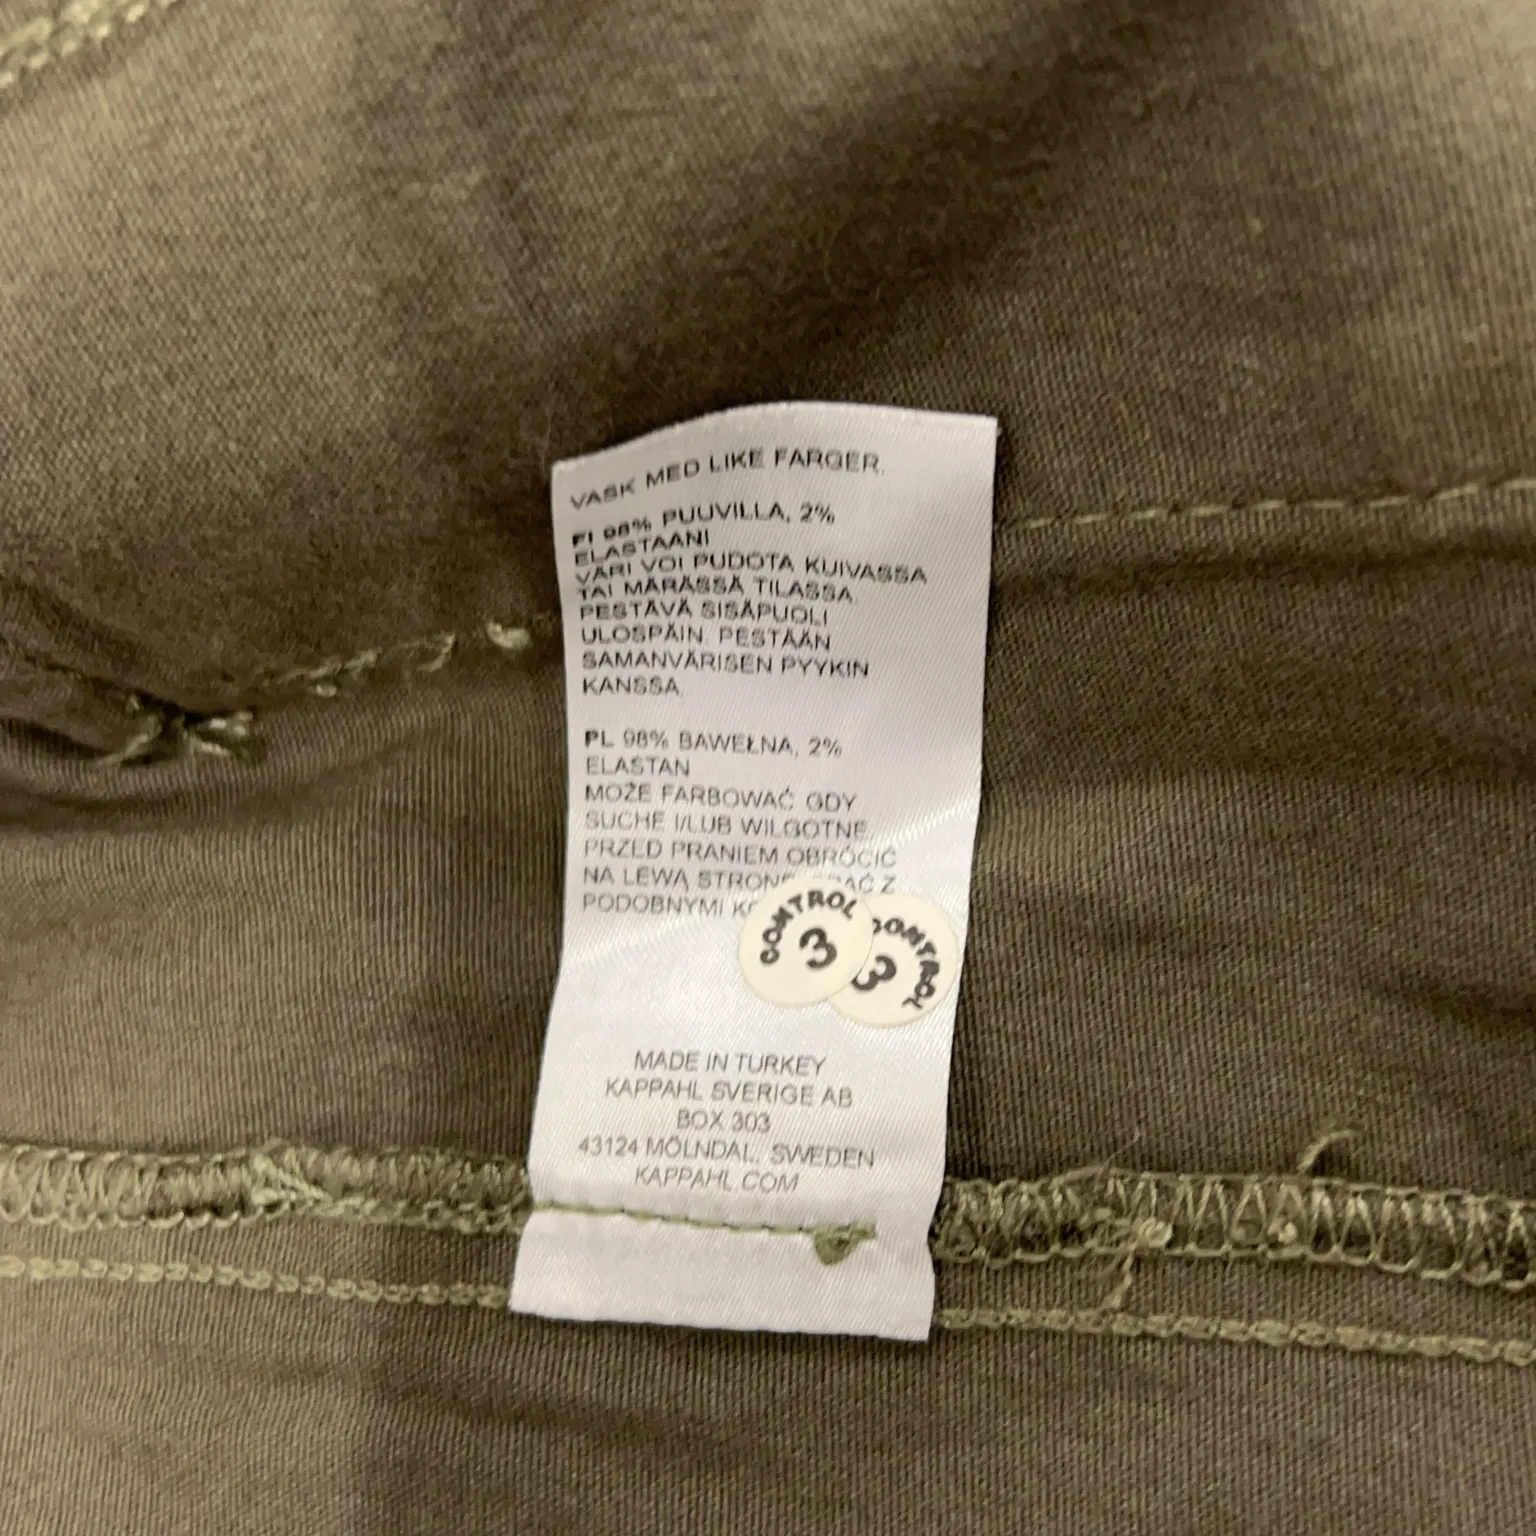 VASK MED LIKE FARGER.
FI 98% PUUVILLA, 2%
ELASTAANI
VÄRI VOI PUDOTA KUIVASSA
TAI MÄRÄSSÄ TILASSA.
PESTÄVÄ SISÄPUOLI
ULOSPÄIN. PESTÄÄN
SAMANVÄRISEN PYYKIN
KANSSA.
PL 98% BAWEŁNA, 2%
ELASTAN
MOŻE FARBOWAĆ GDY
SUCHE I/LUB WILGOTNE.
PRZED PRANIEM OBRÓCIĆ
NA LEWĄ Z
PODOBNYMI
CONTROL
3
CONTROL
3
MADE IN TURKEY
KAPPAHL SVERIGE AB
BOX 303
43124 MÖLNDAL, SWEDEN
KAPPAHL.COM